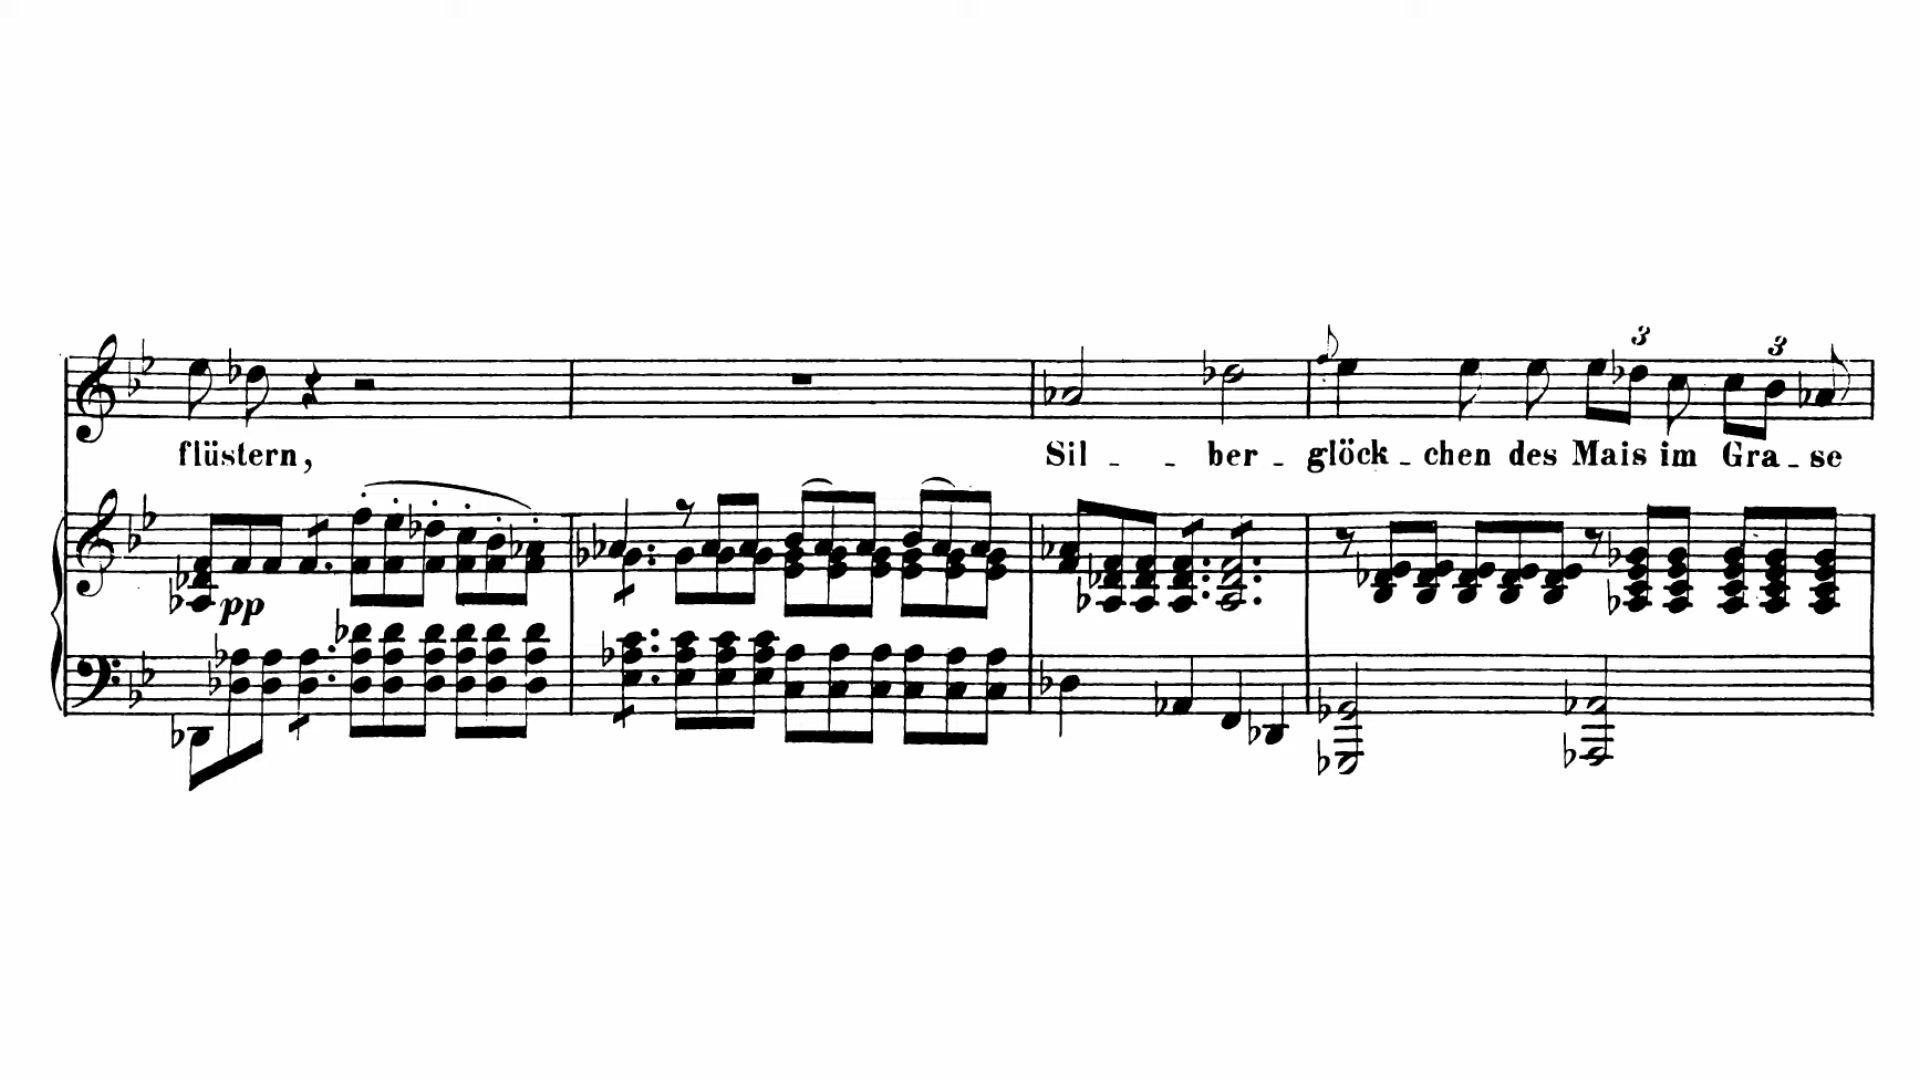 3 3
flüstern, Sil - - ber - glöck - chen des Mais im Gra - se
pp